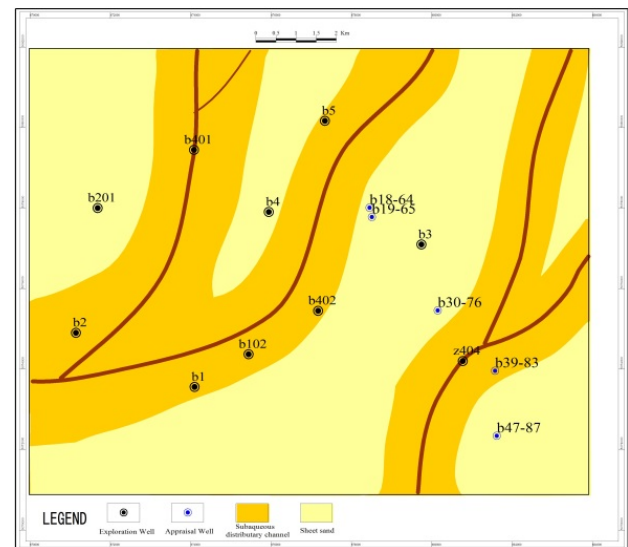 0 0.5 1 1.5 2 Km
b5
b401
b201
b4
b18-64
b19-65
b3
b402
b30-76
b2
b102
z404
b39-83
b1
b47-87
LEGEND
Exploration Well
Appraisal Well
Subaqueous
distributary channel
Sheet sand